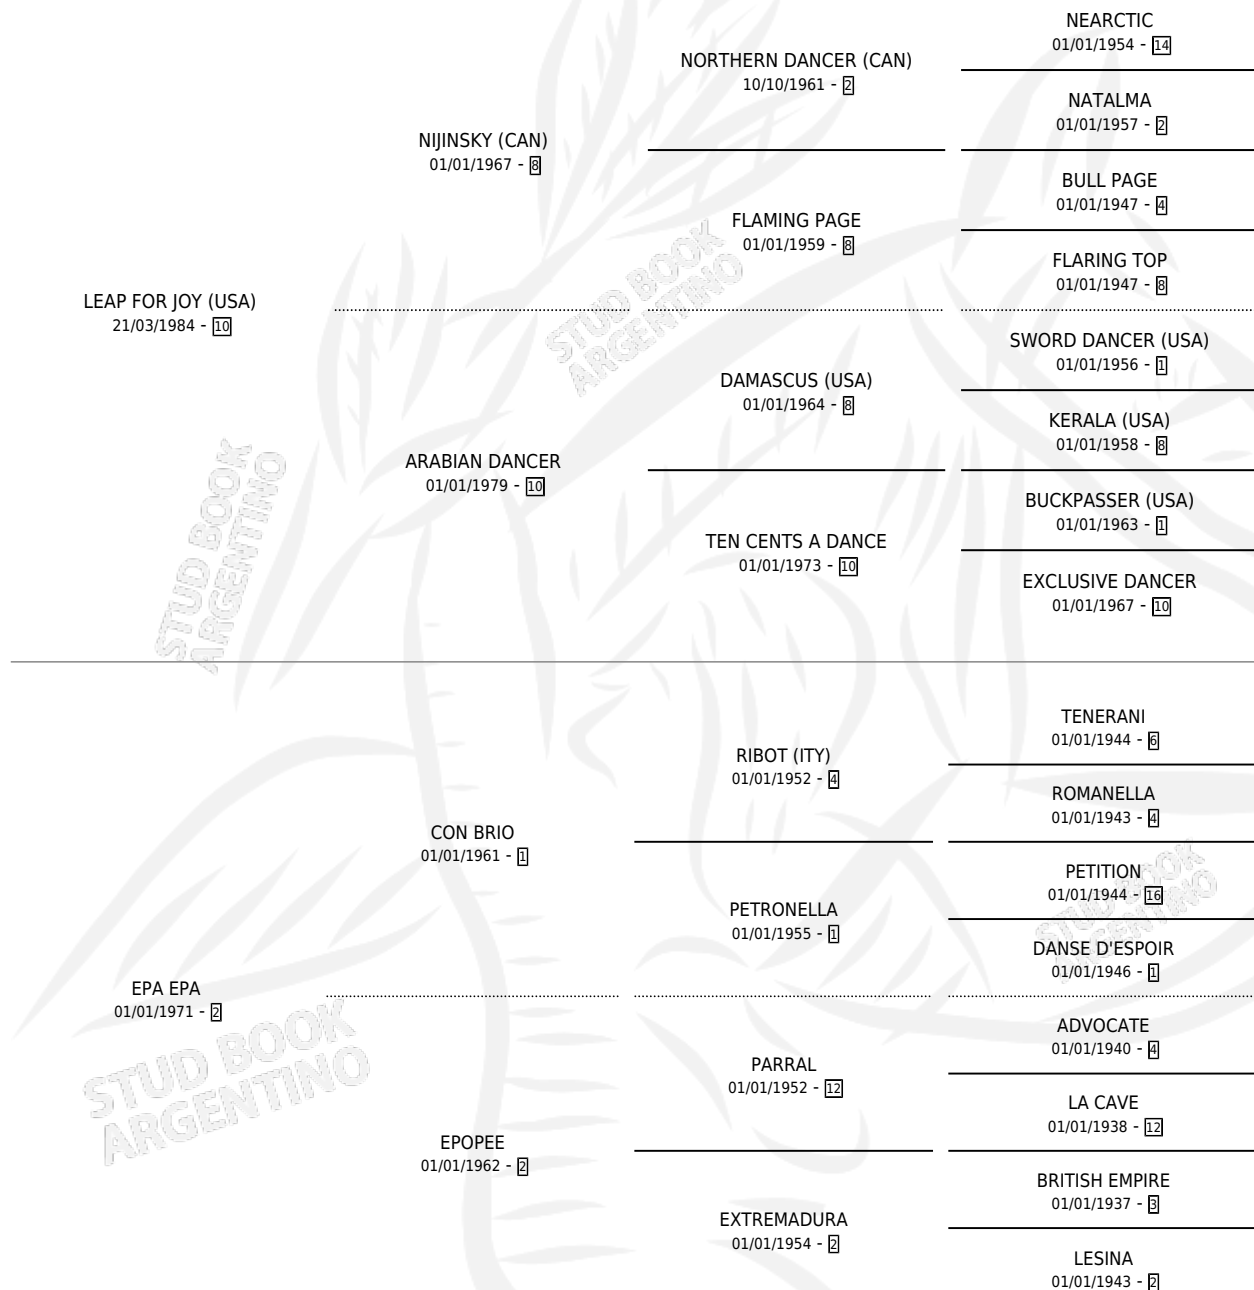 NEARCTIC
01/01/1954 - 14
NORTHERN DANCER (CAN)
10/10/1961 - 2
NATALMA
01/01/1957 - 2
NIJINSKY (CAN)
01/01/1967 - 8
BULL PAGE
01/01/1947 - 4
FLAMING PAGE
01/01/1959 - 8
FLARING TOP
01/01/1947 - 8
LEAP FOR JOY (USA)
21/03/1984 - 10
SWORD DANCER (USA)
01/01/1956 - 1
DAMASCUS (USA)
01/01/1964 - 8
KERALA (USA)
01/01/1958 - 8
ARABIAN DANCER
01/01/1979 - 10
BUCKPASSER (USA)
01/01/1963 - 1
TEN CENTS A DANCE
01/01/1973 - 10
EXCLUSIVE DANCER
01/01/1967 - 10
TENERANI
01/01/1944 - 6
RIBOT (ITY)
01/01/1952 - 4
ROMANELLA
01/01/1943 - 4
CON BRIO
01/01/1961 - 1
PETITION
01/01/1944 - 16
PETRONELLA
01/01/1955 - 1
DANSE D'ESPOIR
01/01/1946 - 1
EPA EPA
01/01/1971 - 2
ADVOCATE
01/01/1940 - 4
PARRAL
01/01/1952 - 12
LA CAVE
01/01/1938 - 12
EPOPEE
01/01/1962 - 2
BRITISH EMPIRE
01/01/1937 - 3
EXTREMADURA
01/01/1954 - 2
LESINA
01/01/1943 - 2
STUD BOOK
ARGENTINO
STUD BOOK
ARGENTINO
STUD BOOK
ARGENTINO
STUD BOOK
ARGENTINO